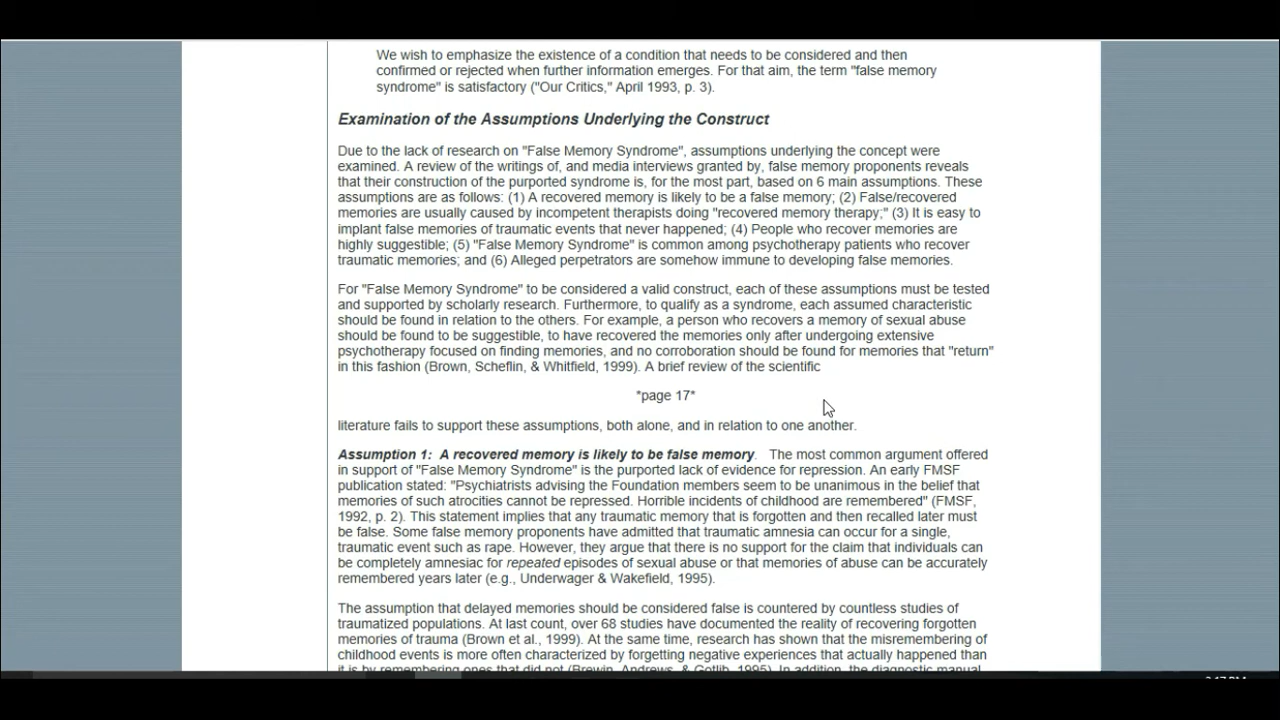 We wish to emphasize the existence of a condition that needs to be considered and then
confirmed or rejected when further information emerges. For that aim, the term "false memory
syndrome" is satisfactory ("Our Critics," April 1993, p. 3).
Examination of the Assumptions Underlying the Construct
Due to the lack of research on "False Memory Syndrome", assumptions underlying the concept were
examined. A review of the writings of, and media interviews granted by, false memory proponents reveals
that their construction of the purported syndrome is, for the most part, based on 6 main assumptions. These
assumptions are as follows: (1) A recovered memory is likely to be a false memory; (2) False/recovered
memories are usually caused by incompetent therapists doing "recovered memory therapy;" (3) It is easy to
implant false memories of traumatic events that never happened; (4) People who recover memories are
highly suggestible; (5) "False Memory Syndrome" is common among psychotherapy patients who recover
traumatic memories; and (6) Alleged perpetrators are somehow immune to developing false memories.
For "False Memory Syndrome" to be considered a valid construct, each of these assumptions must be tested
and supported by scholarly research. Furthermore, to qualify as a syndrome, each assumed characteristic
should be found in relation to the others. For example, a person who recovers a memory of sexual abuse
should be found to be suggestible, to have recovered the memories only after undergoing extensive
psychotherapy focused on finding memories, and no corroboration should be found for memories that "return"
in this fashion (Brown, Scheflin, & Whitfield, 1999). A brief review of the scientific
*page 17*
literature fails to support these assumptions, both alone, and in relation to one another.
Assumption 1: A recovered memory is likely to be false memory. The most common argument offered
in support of "False Memory Syndrome" is the purported lack of evidence for repression. An early FMSF
publication stated: "Psychiatrists advising the Foundation members seem to be unanimous in the belief that
memories of such atrocities cannot be repressed. Horrible incidents of childhood are remembered" (FMSF,
1992, p. 2). This statement implies that any traumatic memory that is forgotten and then recalled later must
be false. Some false memory proponents have admitted that traumatic amnesia can occur for a single,
traumatic event such as rape. However, they argue that there is no support for the claim that individuals can
be completely amnesiac for repeated episodes of sexual abuse or that memories of abuse can be accurately
remembered years later (e.g., Underwager & Wakefield, 1995).
The assumption that delayed memories should be considered false is countered by countless studies of
traumatized populations. At last count, over 68 studies have documented the reality of recovering forgotten
memories of trauma (Brown et al., 1999). At the same time, research has shown that the misremembering of
childhood events is more often characterized by forgetting negative experiences that actually happened than
it is by remembering ones that did not (Brewin, Andrews, & Gotlib, 1995). In addition, the diagnostic manual